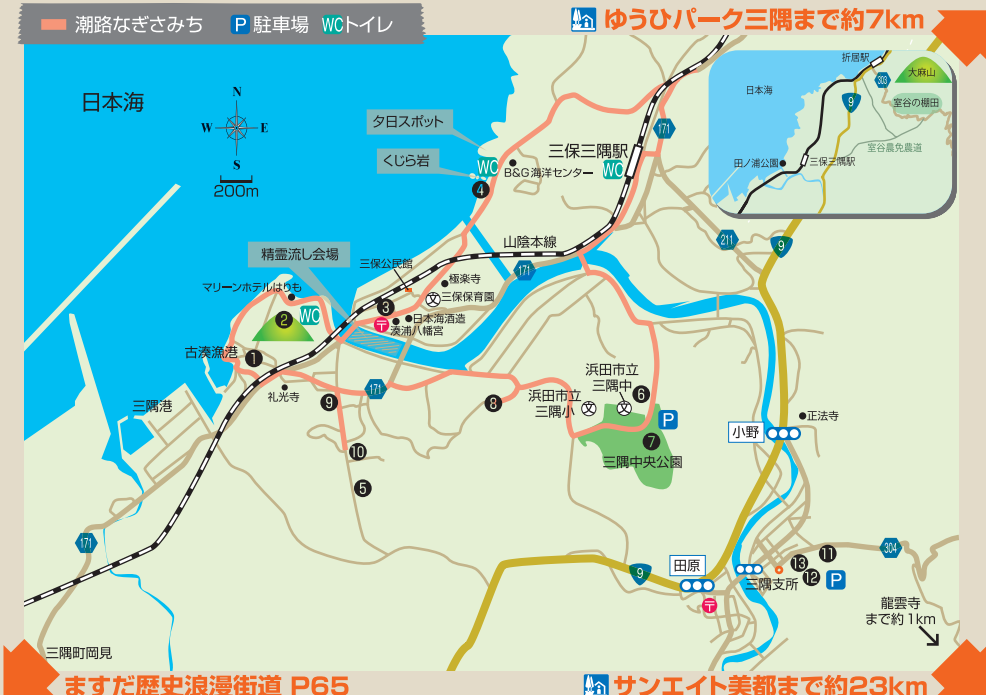 潮路なぎさみち P 駐車場 WC トイレ
ゆうひパーク三隅まで約7km
日本海
N
W E
S
200m
夕日スポット
くじら岩
WC
4
B&G海洋センター
三保三隅駅
WC
171
折居駅
303
大麻山
日本海
9
室谷の棚田
室谷農免農道
田ノ浦公園
三保三隅駅
211
9
山陰本線
171
精霊流し会場
三保公民館
極楽寺
文 三保保育園
マリーンホテルはりも
2
WC
3
日本海酒造
湊浦八幡宮
古湊漁港
1
礼光寺
171
9
8
三隅港
浜田市立
三隅中
6
浜田市立
三隅小
文
文
P
7
三隅中央公園
正法寺
小野
10
5
171
9
田原
三隅支所
13
11
12
P
304
龍雲寺
まで約1km
三隅町岡見
ますだ歴史浪漫街道 P65
サンエイト美都まで約23km